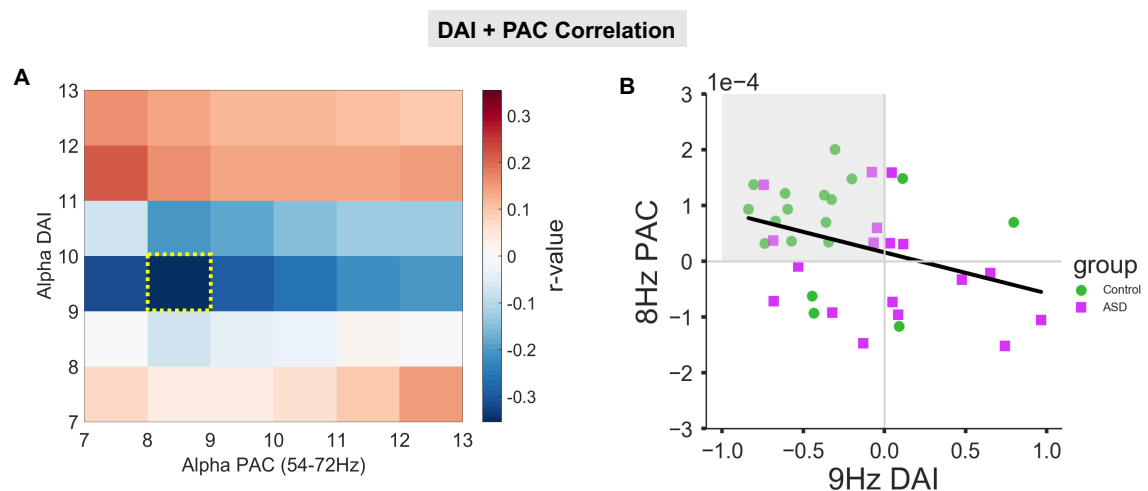 DAI + PAC Correlation
A
13
12
11
10
9
8
7
Alpha DAI
7 8 9 10 11 12 13
Alpha PAC (54-72Hz)
0.3
0.2
0.1
0
-0.1
-0.2
-0.3
r-value
B
1e−4
3
2
1
0
−1
−2
−3
8Hz PAC
−1.0 −0.5 0.0 0.5 1.0
9Hz DAI
group
Control
ASD